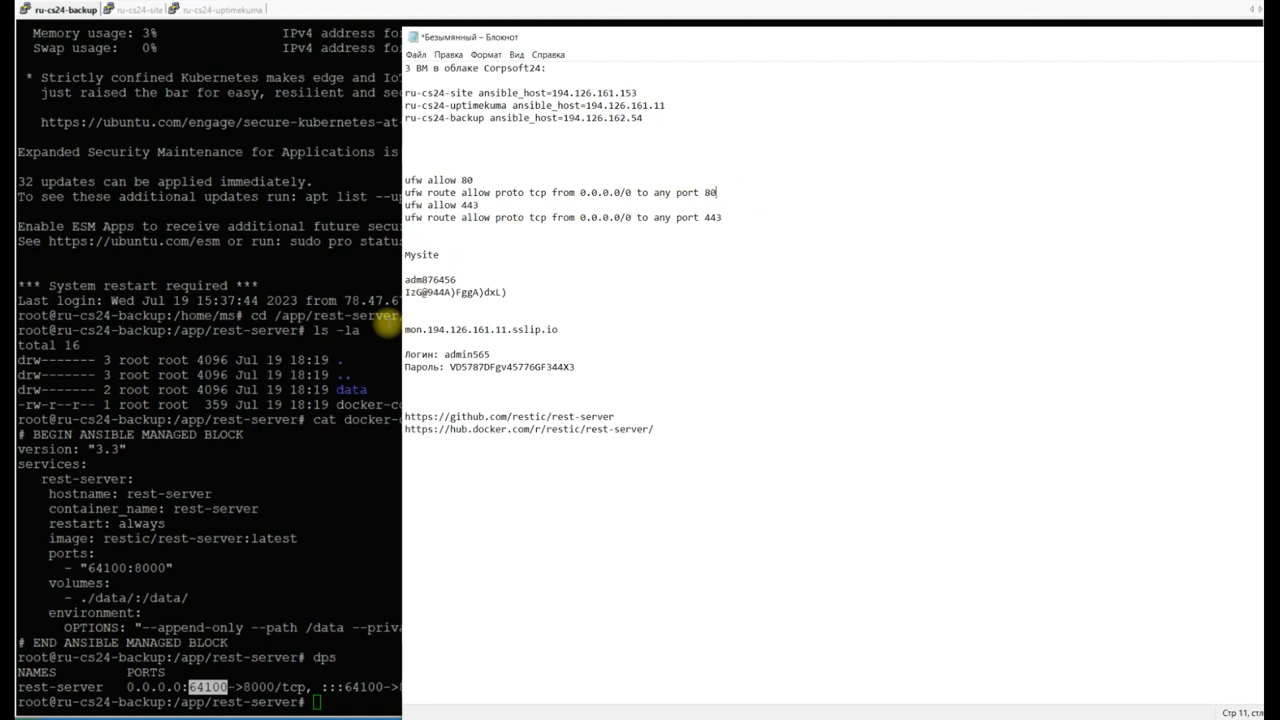 ru-cs24-backup
ru-cs24-site
ru-cs24-uptimekuma
Memory usage: 3% IPv4 address for
Swap usage: 0% IPv4 address for
* Strictly confined Kubernetes makes edge and IoT
just raised the bar for easy, resilient and sec
https://ubuntu.com/engage/secure-kubernetes-at-
Expanded Security Maintenance for Applications is
32 updates can be applied immediately.
To see these additional updates run: apt list --up
Enable ESM Apps to receive additional future secu
See https://ubuntu.com/esm or run: sudo pro status
*** System restart required ***
Last login: Wed Jul 19 15:37:44 2023 from 78.47.6
root@ru-cs24-backup:/home/ms# cd /app/rest-server/
root@ru-cs24-backup:/app/rest-server# ls -la
total 16
drw------- 3 root root 4096 Jul 19 18:19 .
drw------- 3 root root 4096 Jul 19 18:19 ..
drw------- 2 root root 4096 Jul 19 18:19 data
-rw-r--r-- 1 root root 359 Jul 19 18:19 docker-co
root@ru-cs24-backup:/app/rest-server# cat docker-c
# BEGIN ANSIBLE MANAGED BLOCK
version: "3.3"
services:
rest-server:
hostname: rest-server
container_name: rest-server
restart: always
image: restic/rest-server:latest
ports:
- "64100:8000"
volumes:
- ./data/:/data/
environment:
OPTIONS: "--append-only --path /data --priva
# END ANSIBLE MANAGED BLOCK
root@ru-cs24-backup:/app/rest-server# dps
NAMES PORTS
rest-server 0.0.0.0:64100->8000/tcp, :::64100->8
root@ru-cs24-backup:/app/rest-server#
*Безымянный – Блокнот
Файл Правка Формат Вид Справка
3 ВМ в облаке Corpsoft24:
ru-cs24-site ansible_host=194.126.161.153
ru-cs24-uptimekuma ansible_host=194.126.161.11
ru-cs24-backup ansible_host=194.126.162.54
ufw allow 80
ufw route allow proto tcp from 0.0.0.0/0 to any port 80
ufw allow 443
ufw route allow proto tcp from 0.0.0.0/0 to any port 443
Mysite
adm876456
IzG@944A)FggA)dxL)
mon.194.126.161.11.sslip.io
Логин: admin565
Пароль: VD5787DFgv45776GF344X3
https://github.com/restic/rest-server
https://hub.docker.com/r/restic/rest-server/
Стр 11, стл